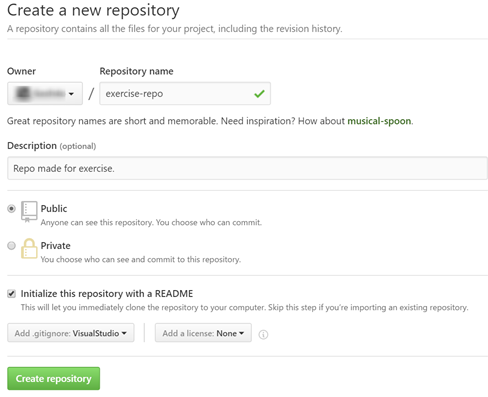 Create a new repository
A repository contains all the files for your project, including the revision history.
Owner Repository name
/ exercise-repo
Great repository names are short and memorable. Need inspiration? How about musical-spoon.
Description (optional)
Repo made for exercise.
Public
Anyone can see this repository. You choose who can commit.
Private
You choose who can see and commit to this repository.
Initialize this repository with a README
This will let you immediately clone the repository to your computer. Skip this step if you're importing an existing repository.
Add .gitignore: VisualStudio Add a license: None
Create repository